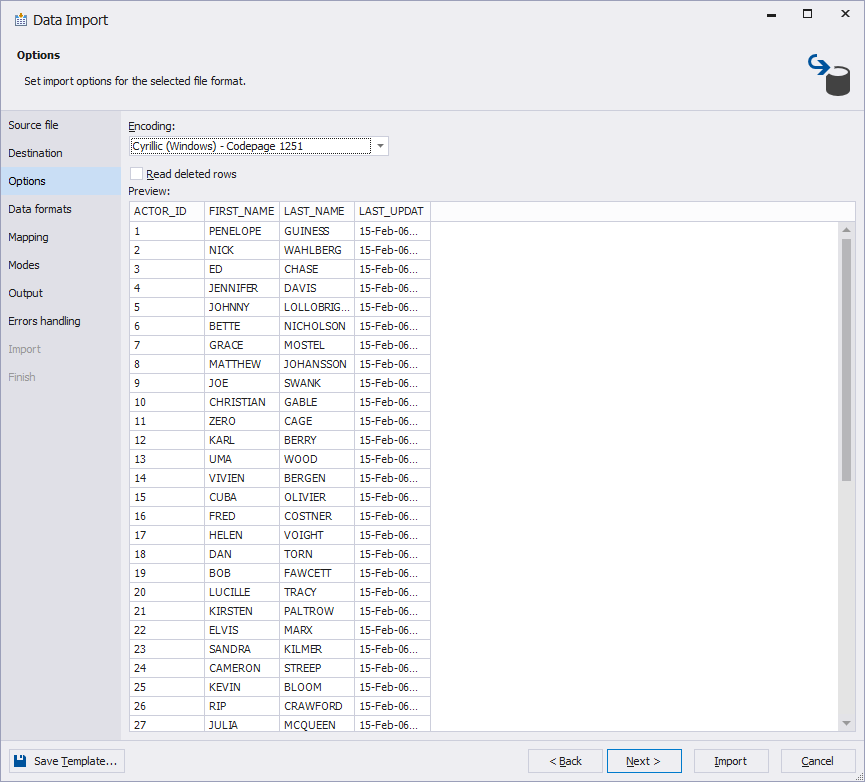 Data Import
Options
Set import options for the selected file format.
Source file
Destination
Options
Data formats
Mapping
Modes
Output
Errors handling
Import
Finish
Encoding:
Cyrillic (Windows) - Codepage 1251
Read deleted rows
Preview:
ACTOR_ID FIRST_NAME LAST_NAME LAST_UPDAT
1 PENELOPE GUINESS 15-Feb-06...
2 NICK WAHLBERG 15-Feb-06...
3 ED CHASE 15-Feb-06...
4 JENNIFER DAVIS 15-Feb-06...
5 JOHNNY LOLLOBRIG... 15-Feb-06...
6 BETTE NICHOLSON 15-Feb-06...
7 GRACE MOSTEL 15-Feb-06...
8 MATTHEW JOHANSSON 15-Feb-06...
9 JOE SWANK 15-Feb-06...
10 CHRISTIAN GABLE 15-Feb-06...
11 ZERO CAGE 15-Feb-06...
12 KARL BERRY 15-Feb-06...
13 UMA WOOD 15-Feb-06...
14 VIVIEN BERGEN 15-Feb-06...
15 CUBA OLIVIER 15-Feb-06...
16 FRED COSTNER 15-Feb-06...
17 HELEN VOIGHT 15-Feb-06...
18 DAN TORN 15-Feb-06...
19 BOB FAWCETT 15-Feb-06...
20 LUCILLE TRACY 15-Feb-06...
21 KIRSTEN PALTROW 15-Feb-06...
22 ELVIS MARX 15-Feb-06...
23 SANDRA KILMER 15-Feb-06...
24 CAMERON STREEP 15-Feb-06...
25 KEVIN BLOOM 15-Feb-06...
26 RIP CRAWFORD 15-Feb-06...
27 JULIA MCQUEEN 15-Feb-06...
Save Template... < Back Next > Import Cancel